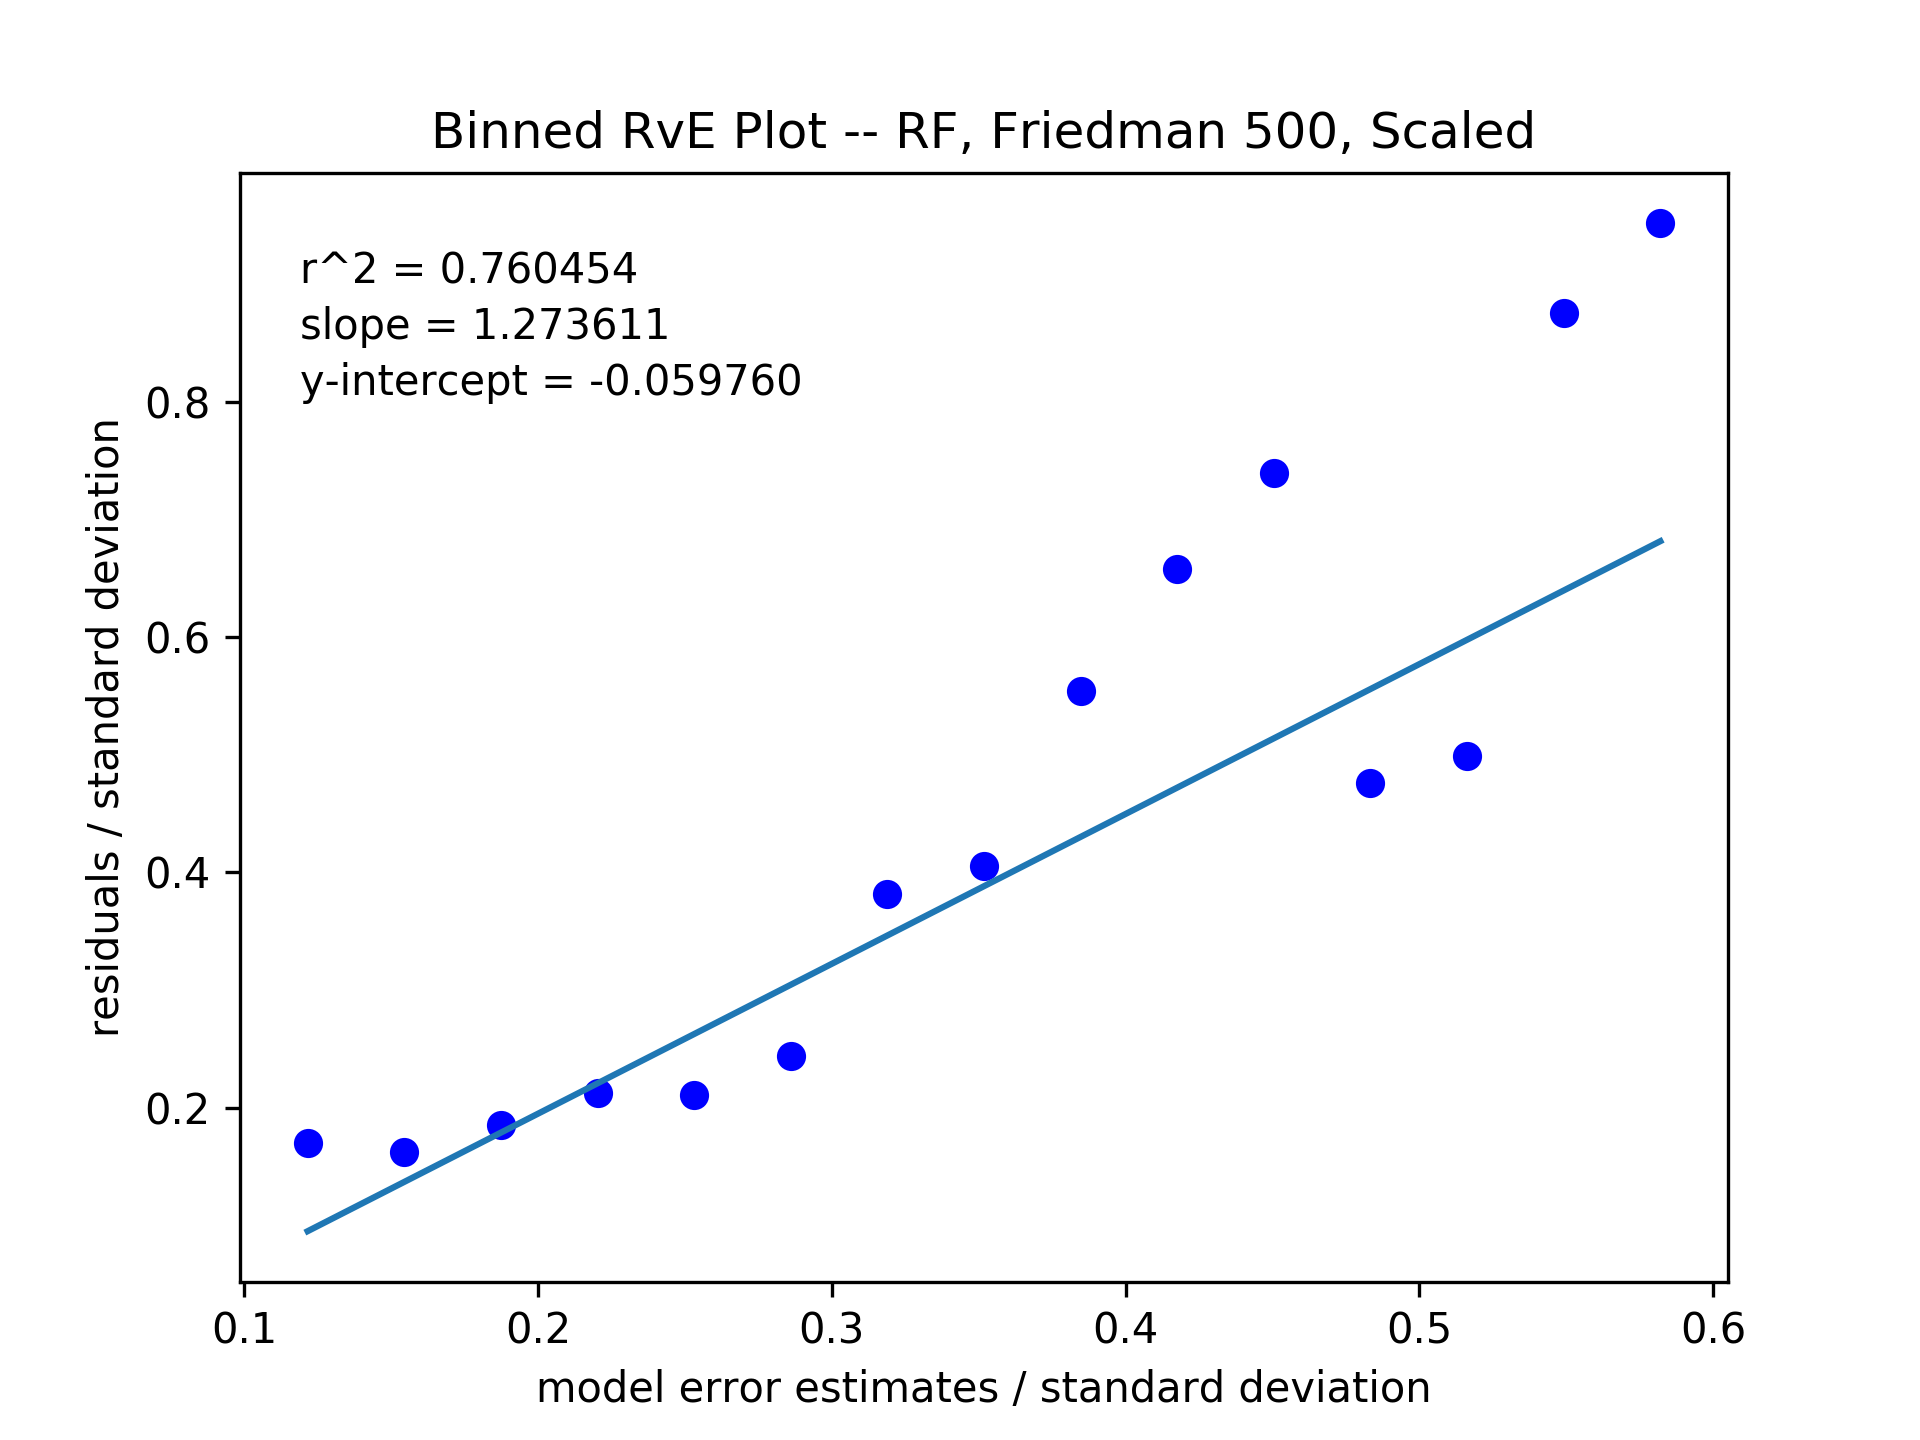 Binned RvE Plot -- RF, Friedman 500, Scaled
r^2 = 0.760454
slope = 1.273611
y-intercept = -0.059760
residuals / standard deviation
0.8
0.6
0.4
0.2
0.1 0.2 0.3 0.4 0.5 0.6
model error estimates / standard deviation